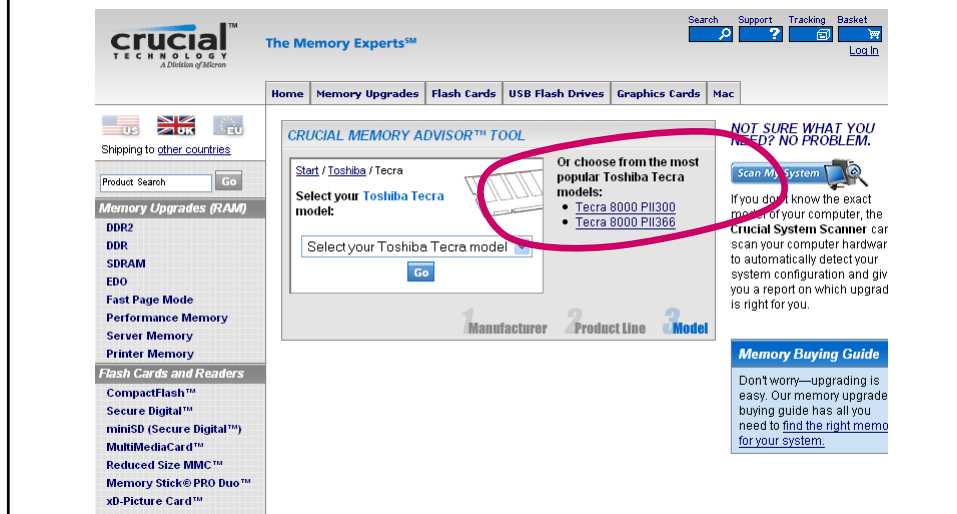 crucial™
TECHNOLOGY
A Division of Micron
The Memory Experts℠
Search Support Tracking Basket
?
Log In
Home Memory Upgrades Flash Cards USB Flash Drives Graphics Cards Mac
US UK EU
Shipping to other countries
Product Search Go
Memory Upgrades (RAM)
DDR2
DDR
SDRAM
EDO
Fast Page Mode
Performance Memory
Server Memory
Printer Memory
Flash Cards and Readers
CompactFlash™
Secure Digital™
miniSD (Secure Digital™)
MultiMediaCard™
Reduced Size MMC™
Memory Stick® PRO Duo™
xD-Picture Card™
CRUCIAL MEMORY ADVISOR™ TOOL
Start / Toshiba / Tecra
Select your Toshiba Tecra
model:
Select your Toshiba Tecra model
Go
Or choose from the most
popular Toshiba Tecra
models:
• Tecra 8000 PII300
• Tecra 8000 PII366
1 Manufacturer 2 Product Line 3 Model
NOT SURE WHAT YOU
NEED? NO PROBLEM.
Scan My System
If you don't know the exact
model of your computer, the
Crucial System Scanner can
scan your computer hardwar
to automatically detect your
system configuration and giv
you a report on which upgrad
is right for you.
Memory Buying Guide
Don't worry—upgrading is
easy. Our memory upgrade
buying guide has all you
need to find the right memo
for your system.